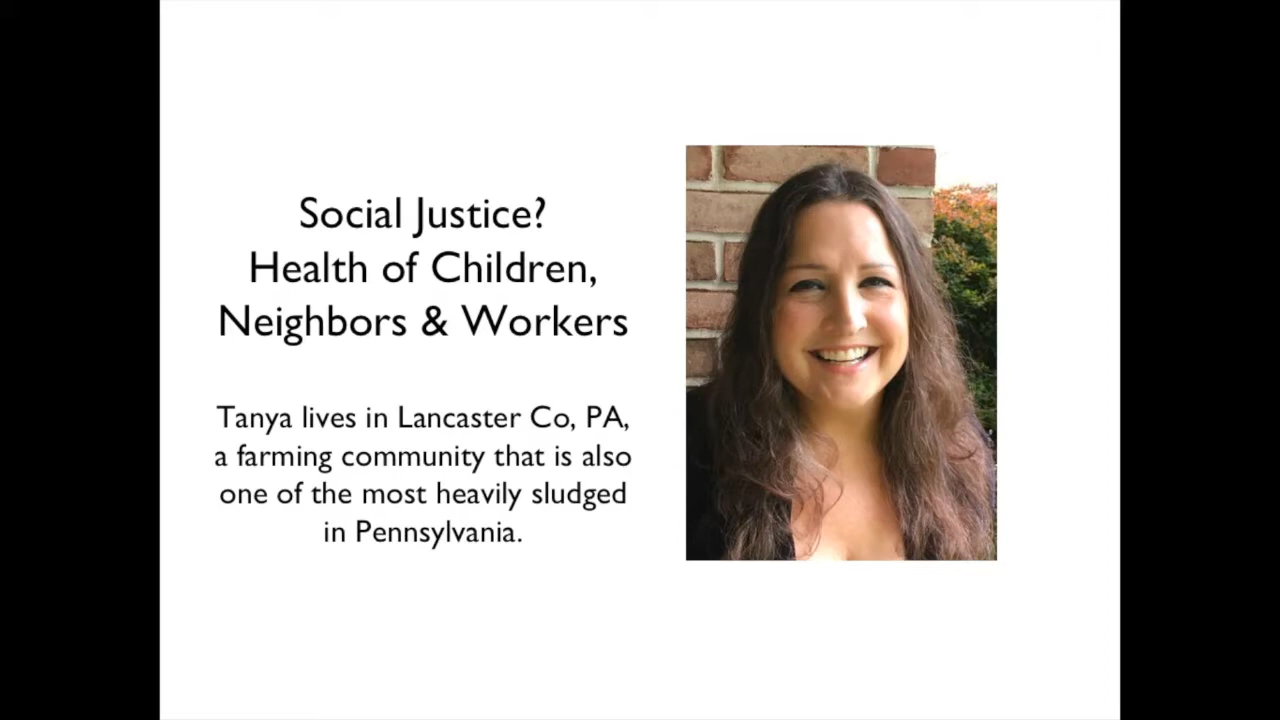 Social Justice?
Health of Children,
Neighbors & Workers
Tanya lives in Lancaster Co, PA,
a farming community that is also
one of the most heavily sludged
in Pennsylvania.